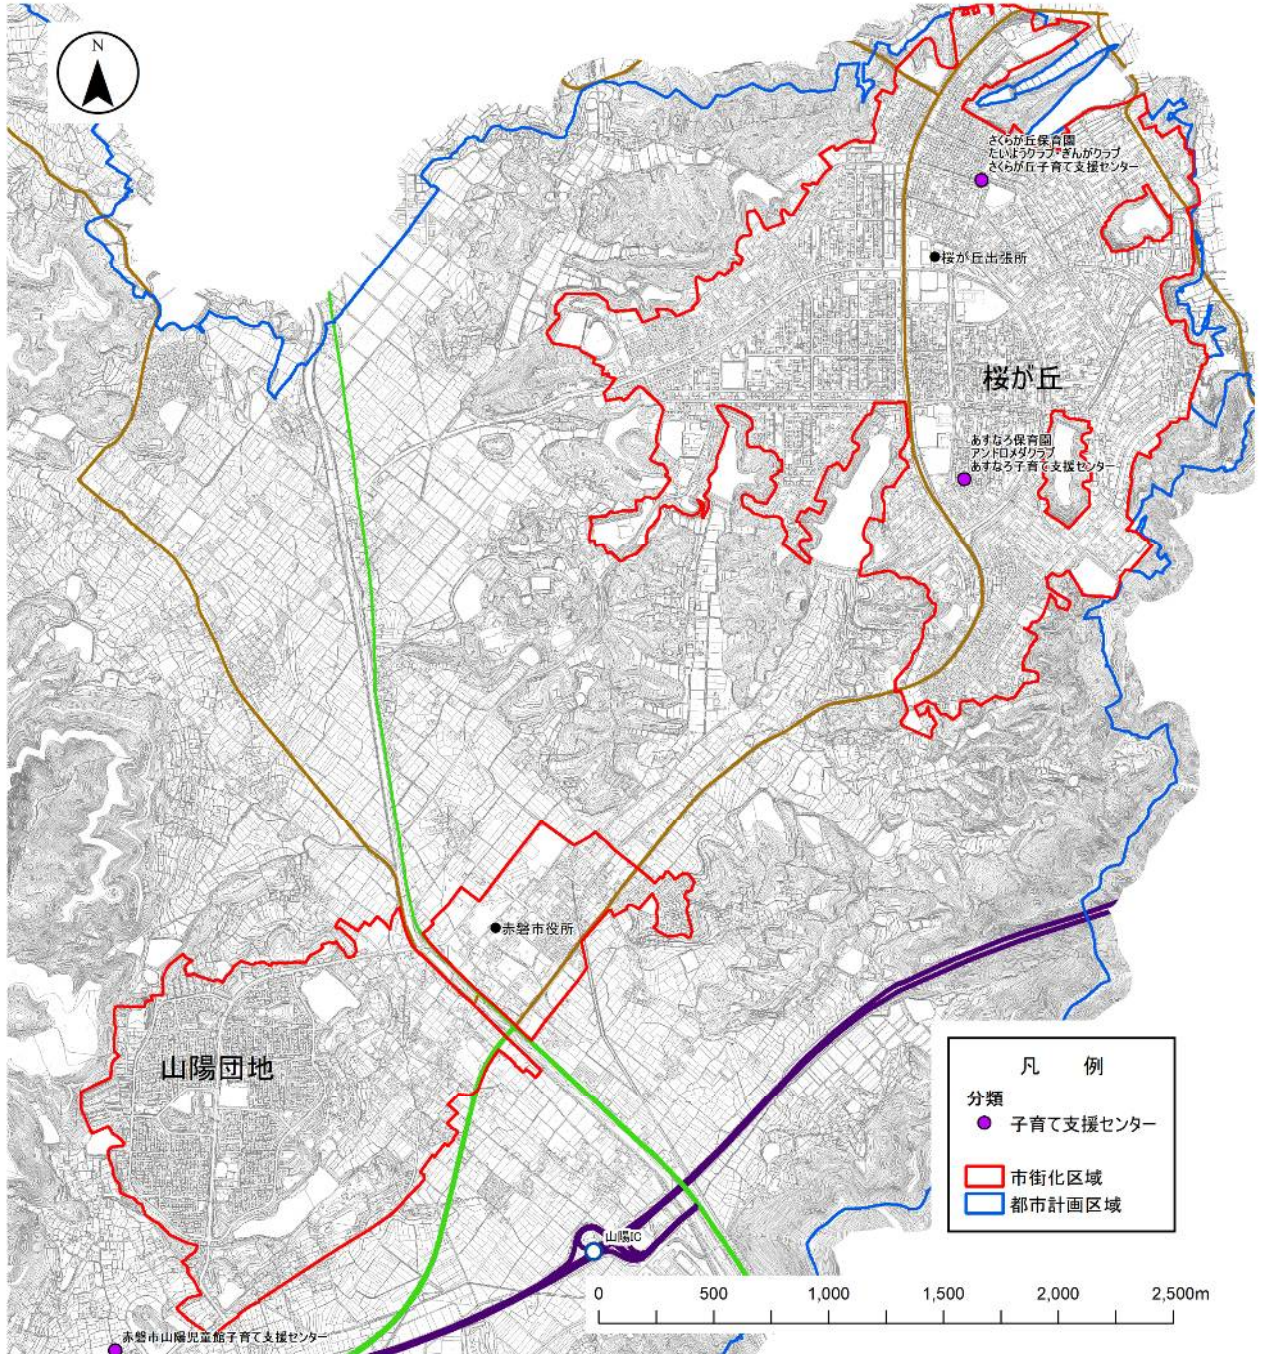 N
さくらが丘保育園
たいようクラブ・ぎんがクラブ
さくらが丘子育て支援センター
桜が丘出張所
桜が丘
あすなろ保育園
アンドロメダクラブ
あすなろ子育て支援センター
赤磐市役所
山陽団地
山陽IC
赤磐市山陽児童館子育て支援センター
凡 例
分類
子育て支援センター
市街化区域
都市計画区域
0 500 1,000 1,500 2,000 2,500m